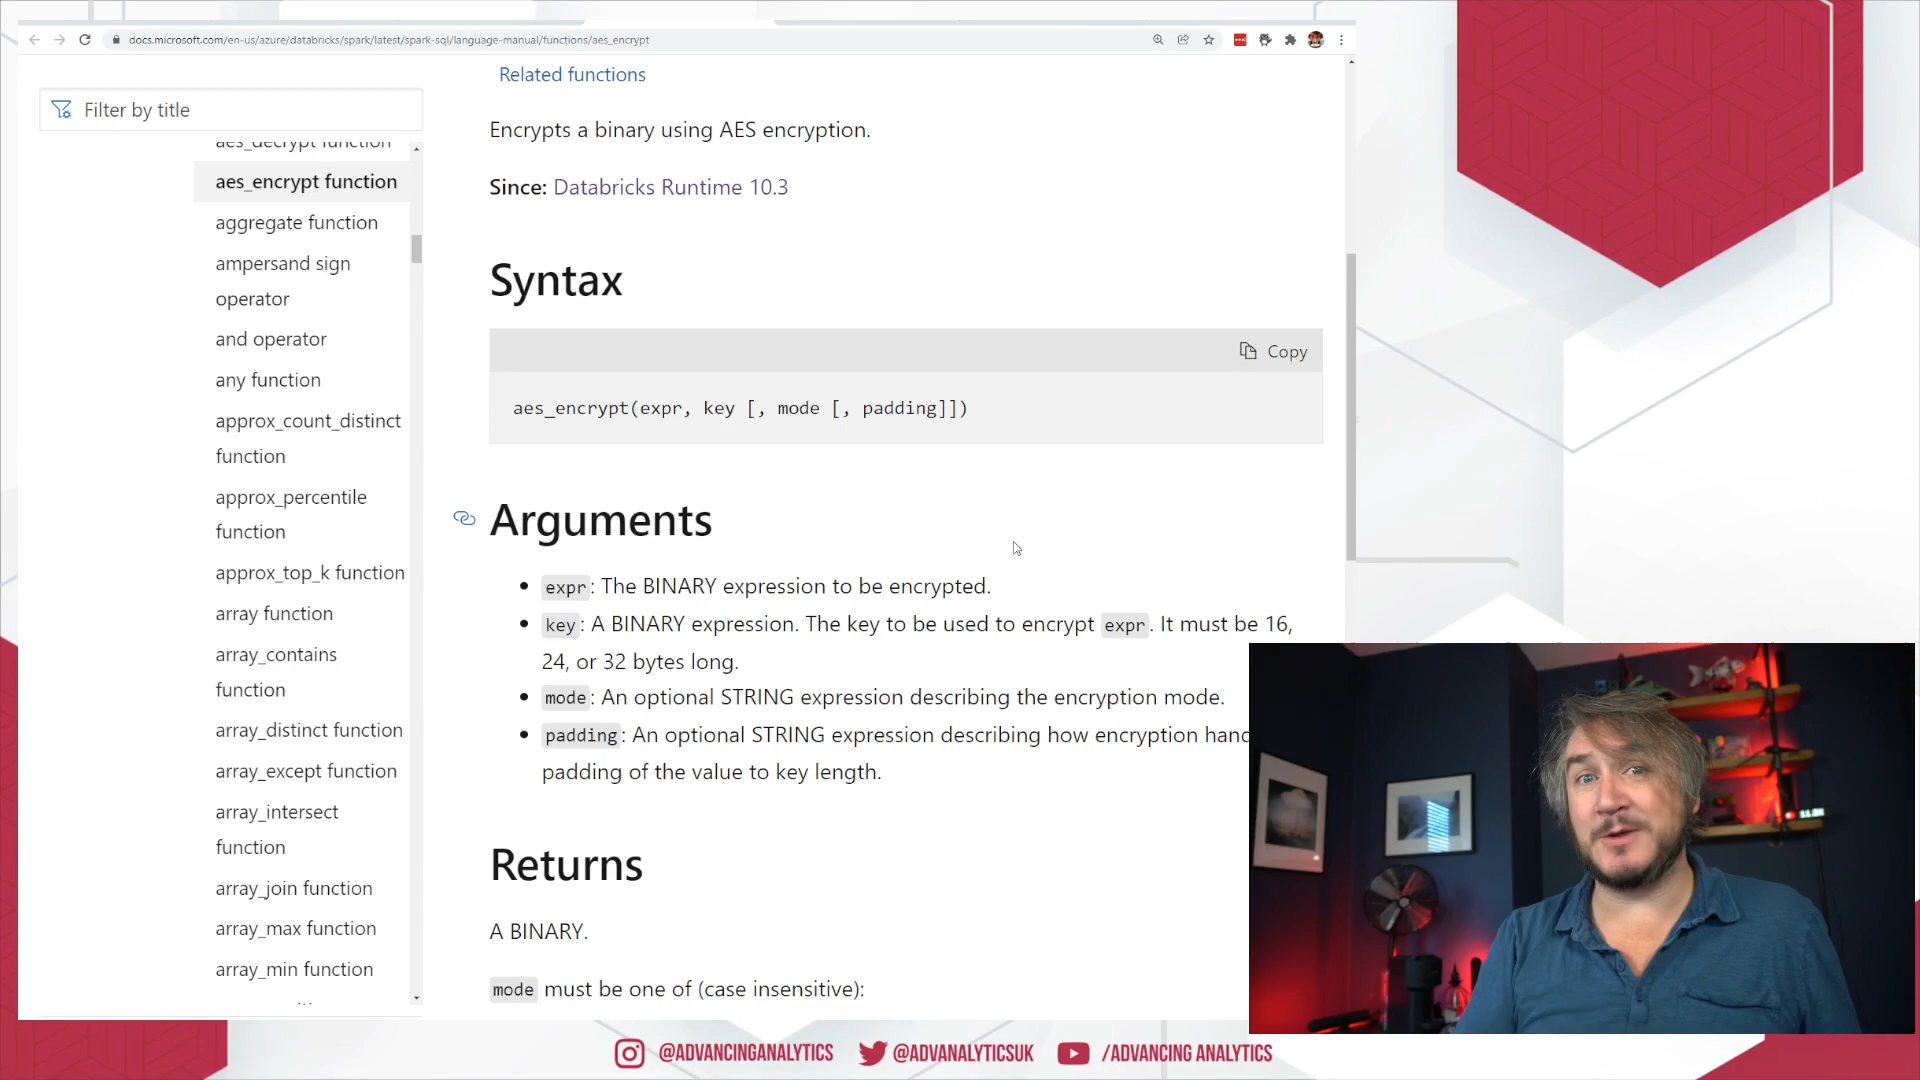 docs.microsoft.com/en-us/azure/databricks/spark/latest/spark-sql/language-manual/functions/aes_encrypt
Filter by title
aes_decrypt function
aes_encrypt function
aggregate function
ampersand sign
operator
and operator
any function
approx_count_distinct
function
approx_percentile
function
approx_top_k function
array function
array_contains
function
array_distinct function
array_except function
array_intersect
function
array_join function
array_max function
array_min function
Related functions
Encrypts a binary using AES encryption.
Since: Databricks Runtime 10.3
Syntax
Copy
aes_encrypt(expr, key [, mode [, padding]])
Arguments
expr: The BINARY expression to be encrypted.
key: A BINARY expression. The key to be used to encrypt expr. It must be 16,
24, or 32 bytes long.
mode: An optional STRING expression describing the encryption mode.
padding: An optional STRING expression describing how encryption
padding of the value to key length.
Returns
A BINARY.
mode must be one of (case insensitive):
@ADVANCINGANALYTICS @ADVANALYTICSUK /ADVANCING ANALYTICS